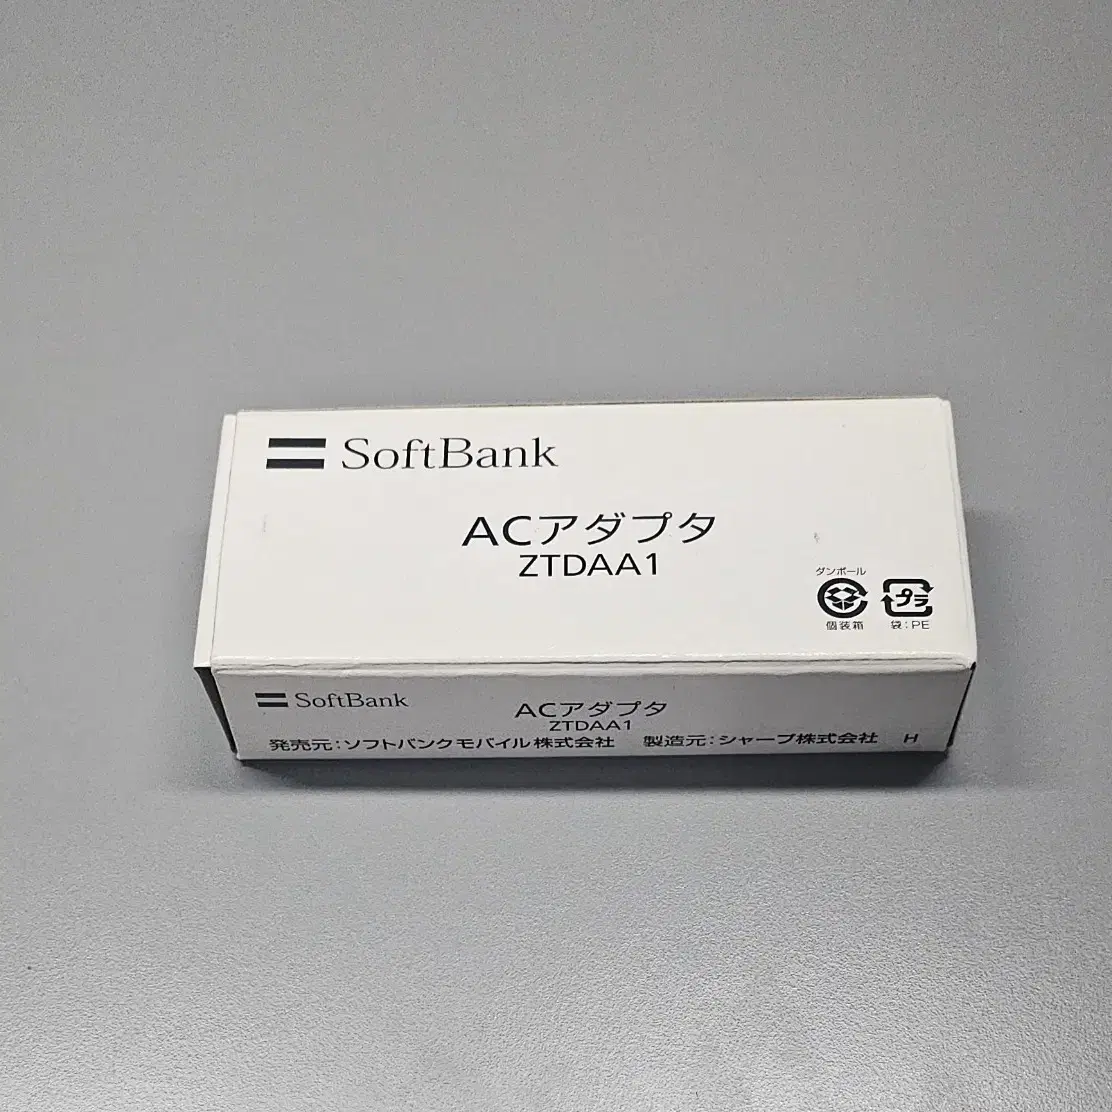 SoftBank
ACアダプタ
ZTDAA1
ダンボール
プラ
個装箱 袋:PE
SoftBank
ACアダプタ
ZTDAA1
発売元:ソフトバンクモバイル株式会社 製造元:シャープ株式会社 H